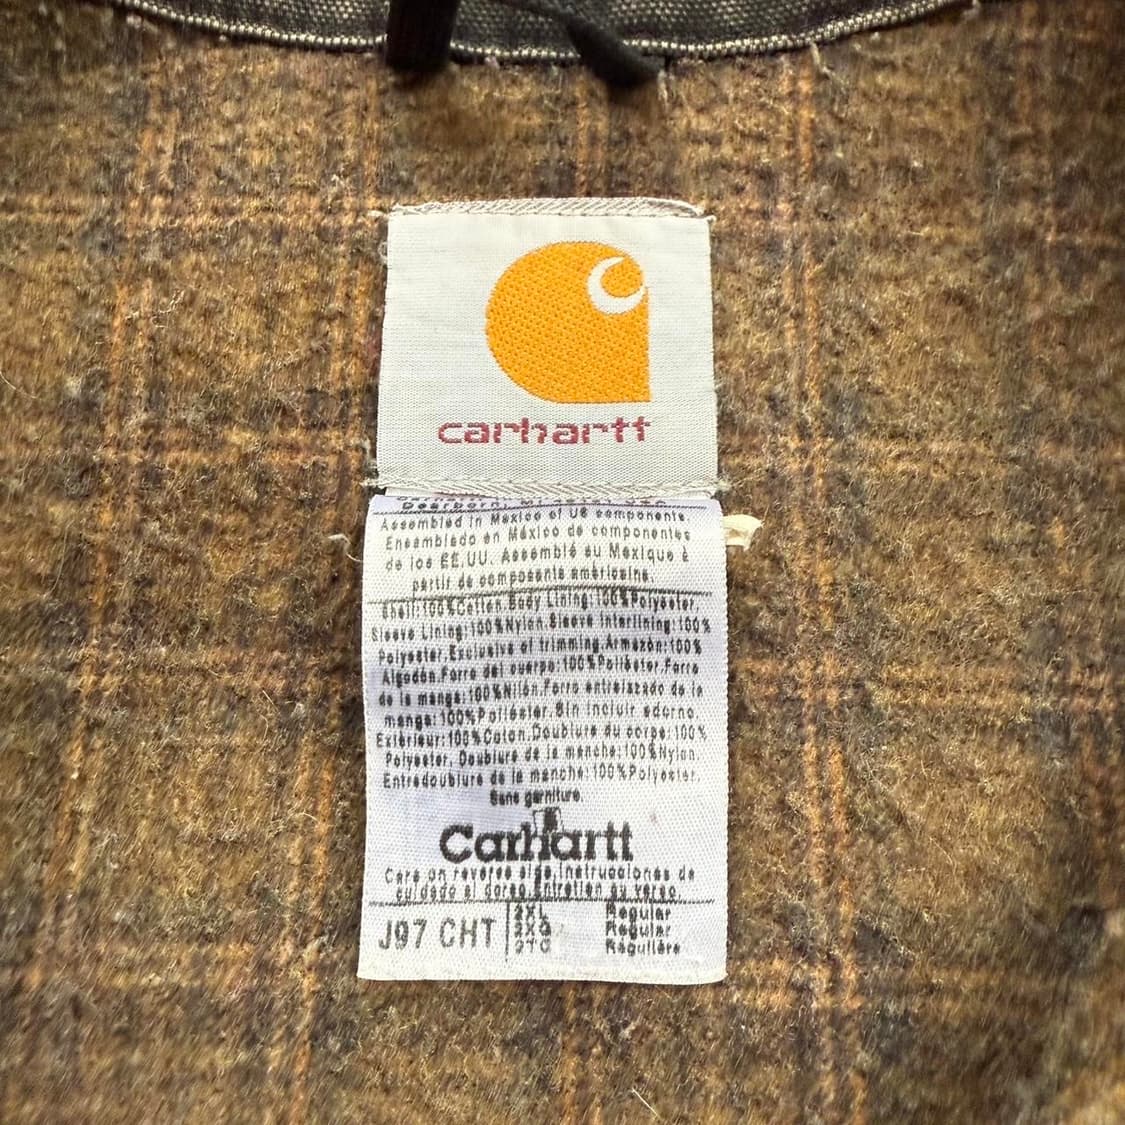 carhartt
Dearborn, MI USA
Assembled in Mexico of US components.
Ensamblado en México de componentes
de los EE.UU. Assemblé au Mexique à
partir de composants américains.
Shell:100%Cotton.Body Lining:100%Polyester.
Sleeve Lining:100%Nylon.Sleeve Interlining:100%
Polyester.Exclusive of trimming.Armazón:100%
Algodón.Forro del cuerpo:100%Poliéster.Forro
de la manga:100%Nilón.Forro entrelazado de la
manga:100%Poliéster.Sin incluir adorno.
Extérieur:100%Coton.Doublure du corps:100%
Polyester, Doublure de la manche:100%Nylon.
Entredoublure de la manche:100%Polyester.
Sans garniture.
Carhartt
Care on reverse side.Instrucciones de
cuidado al dorso.Entretien au verso.
J97 CHT
2XL Regular
2XG Regular
2TG Régulière